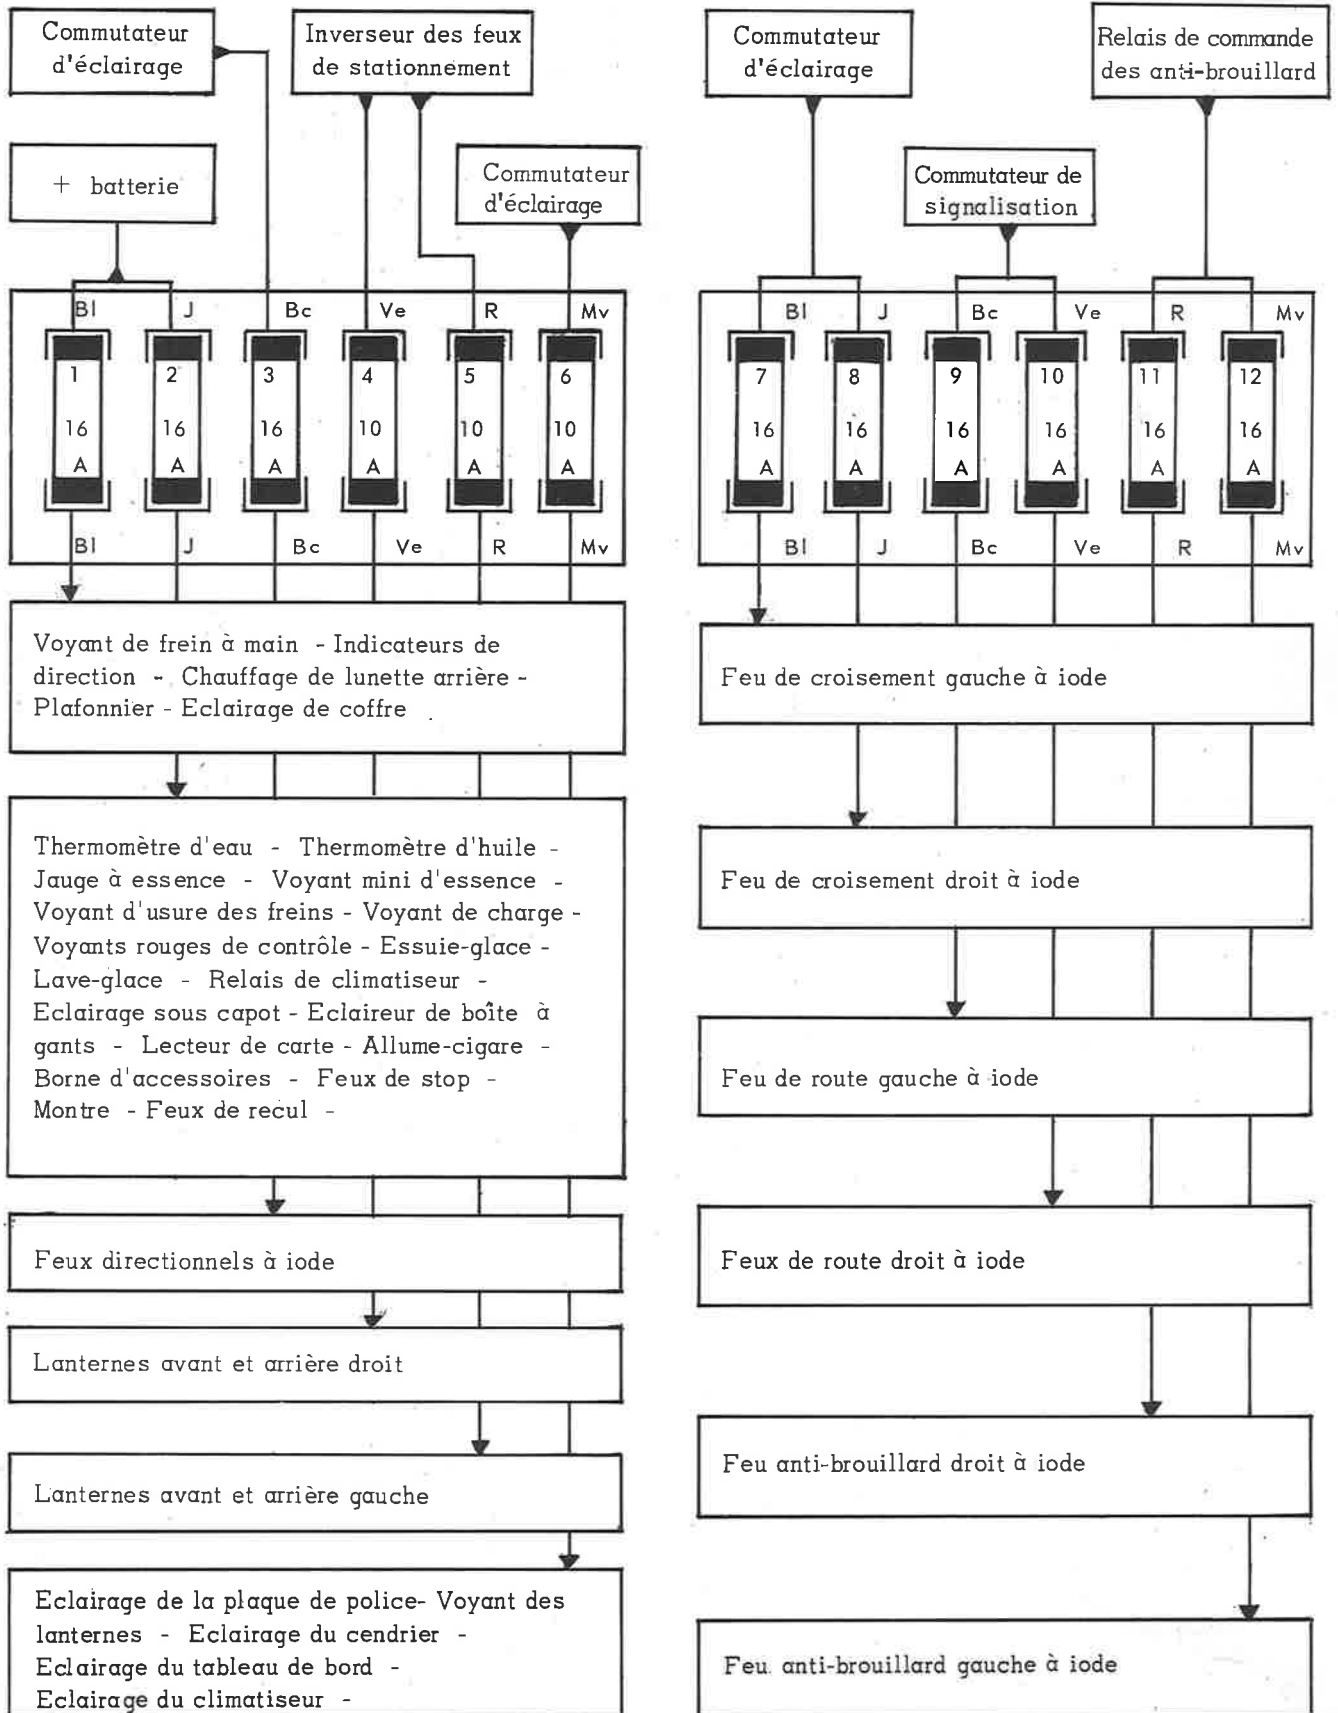 Commutateur
d'éclairage
Inverseur des feux
de stationnement
+ batterie
Commutateur
d'éclairage
Bl J Bc Ve R Mv
1 2 3 4 5 6
16 16 16 10 10 10
A A A A A A
Bl J Bc Ve R Mv
Voyant de frein à main - Indicateurs de
direction - Chauffage de lunette arrière -
Plafonnier - Eclairage de coffre
Thermomètre d'eau - Thermomètre d'huile -
Jauge à essence - Voyant mini d'essence -
Voyant d'usure des freins - Voyant de charge -
Voyants rouges de contrôle - Essuie-glace -
Lave-glace - Relais de climatiseur -
Eclairage sous capot - Eclaireur de boîte à
gants - Lecteur de carte - Allume-cigare -
Borne d'accessoires - Feux de stop -
Montre - Feux de recul -
Feux directionnels à iode
Lanternes avant et arrière droit
Lanternes avant et arrière gauche
Eclairage de la plaque de police- Voyant des
lanternes - Eclairage du cendrier -
Eclairage du tableau de bord -
Eclairage du climatiseur -
Commutateur
d'éclairage
Relais de commande
des anti-brouillard
Commutateur de
signalisation
Bl J Bc Ve R Mv
7 8 9 10 11 12
16 16 16 16 16 16
A A A A A A
Bl J Bc Ve R Mv
Feu de croisement gauche à iode
Feu de croisement droit à iode
Feu de route gauche à iode
Feux de route droit à iode
Feu anti-brouillard droit à iode
Feu. anti-brouillard gauche à iode